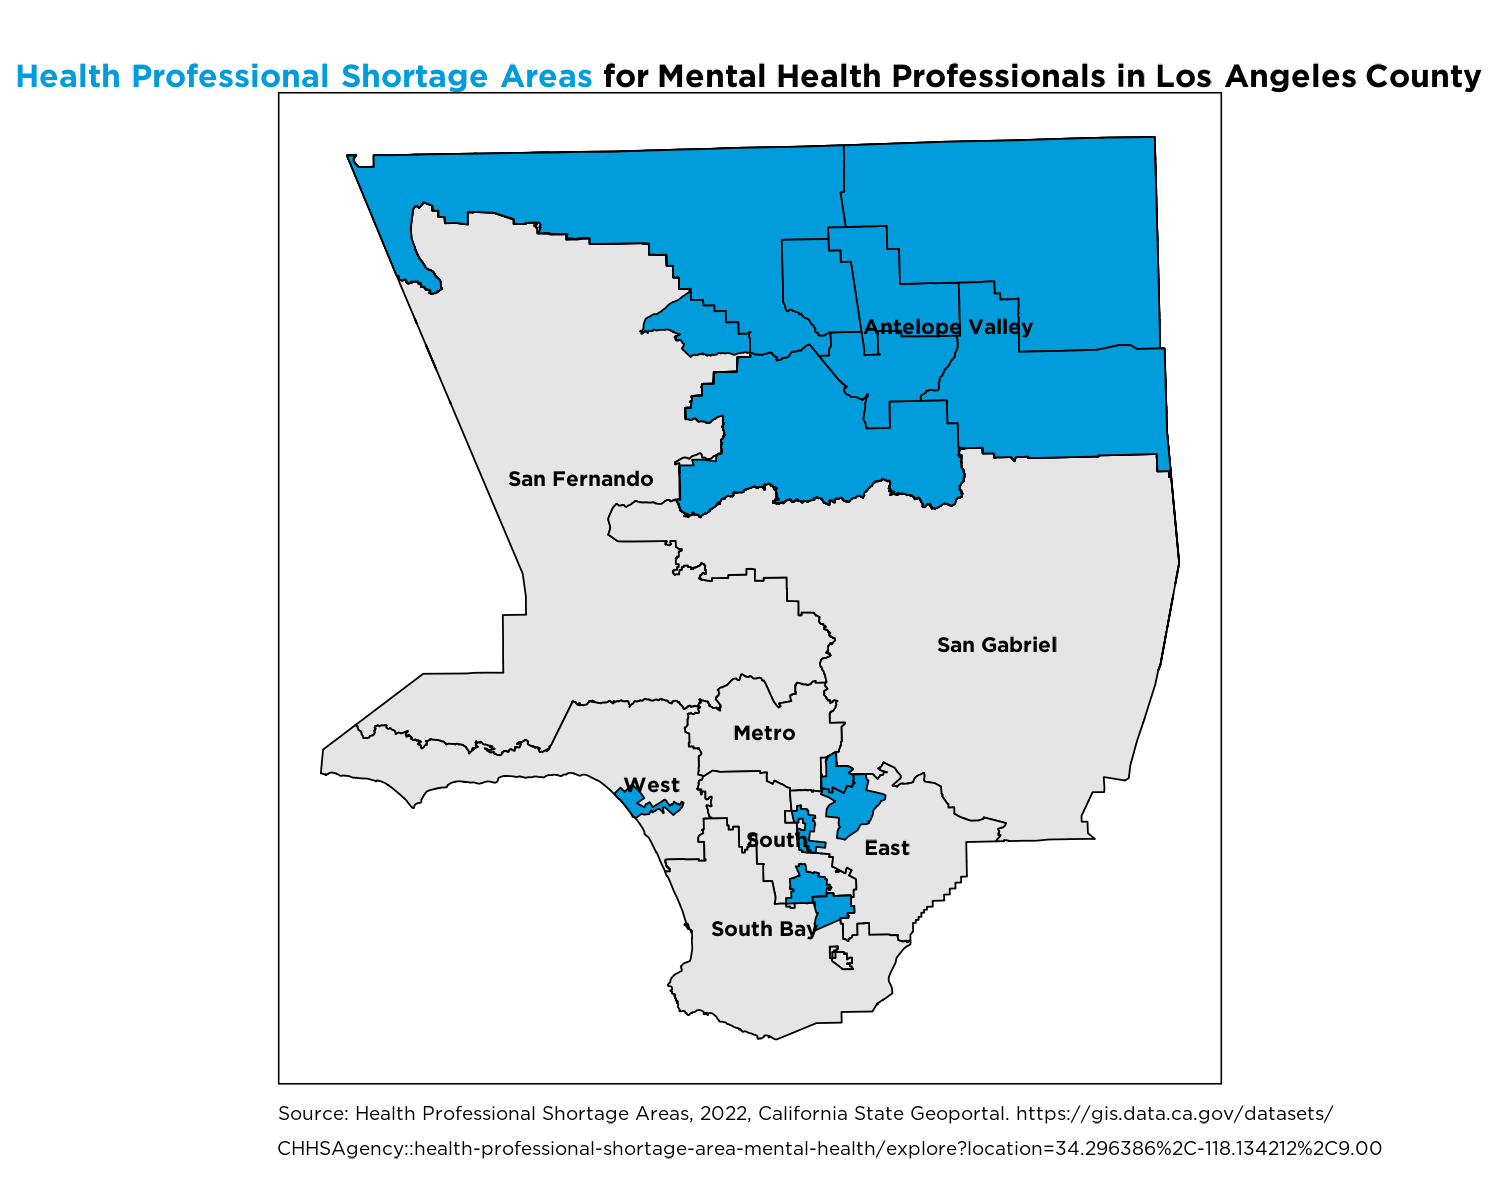 Health Professional Shortage Areas for Mental Health Professionals in Los Angeles County
Antelope Valley
San Fernando
San Gabriel
Metro
West
South
East
South Bay
Source: Health Professional Shortage Areas, 2022, California State Geoportal. https://gis.data.ca.gov/datasets/
CHHSAgency::health-professional-shortage-area-mental-health/explore?location=34.296386%2C-118.134212%2C9.00